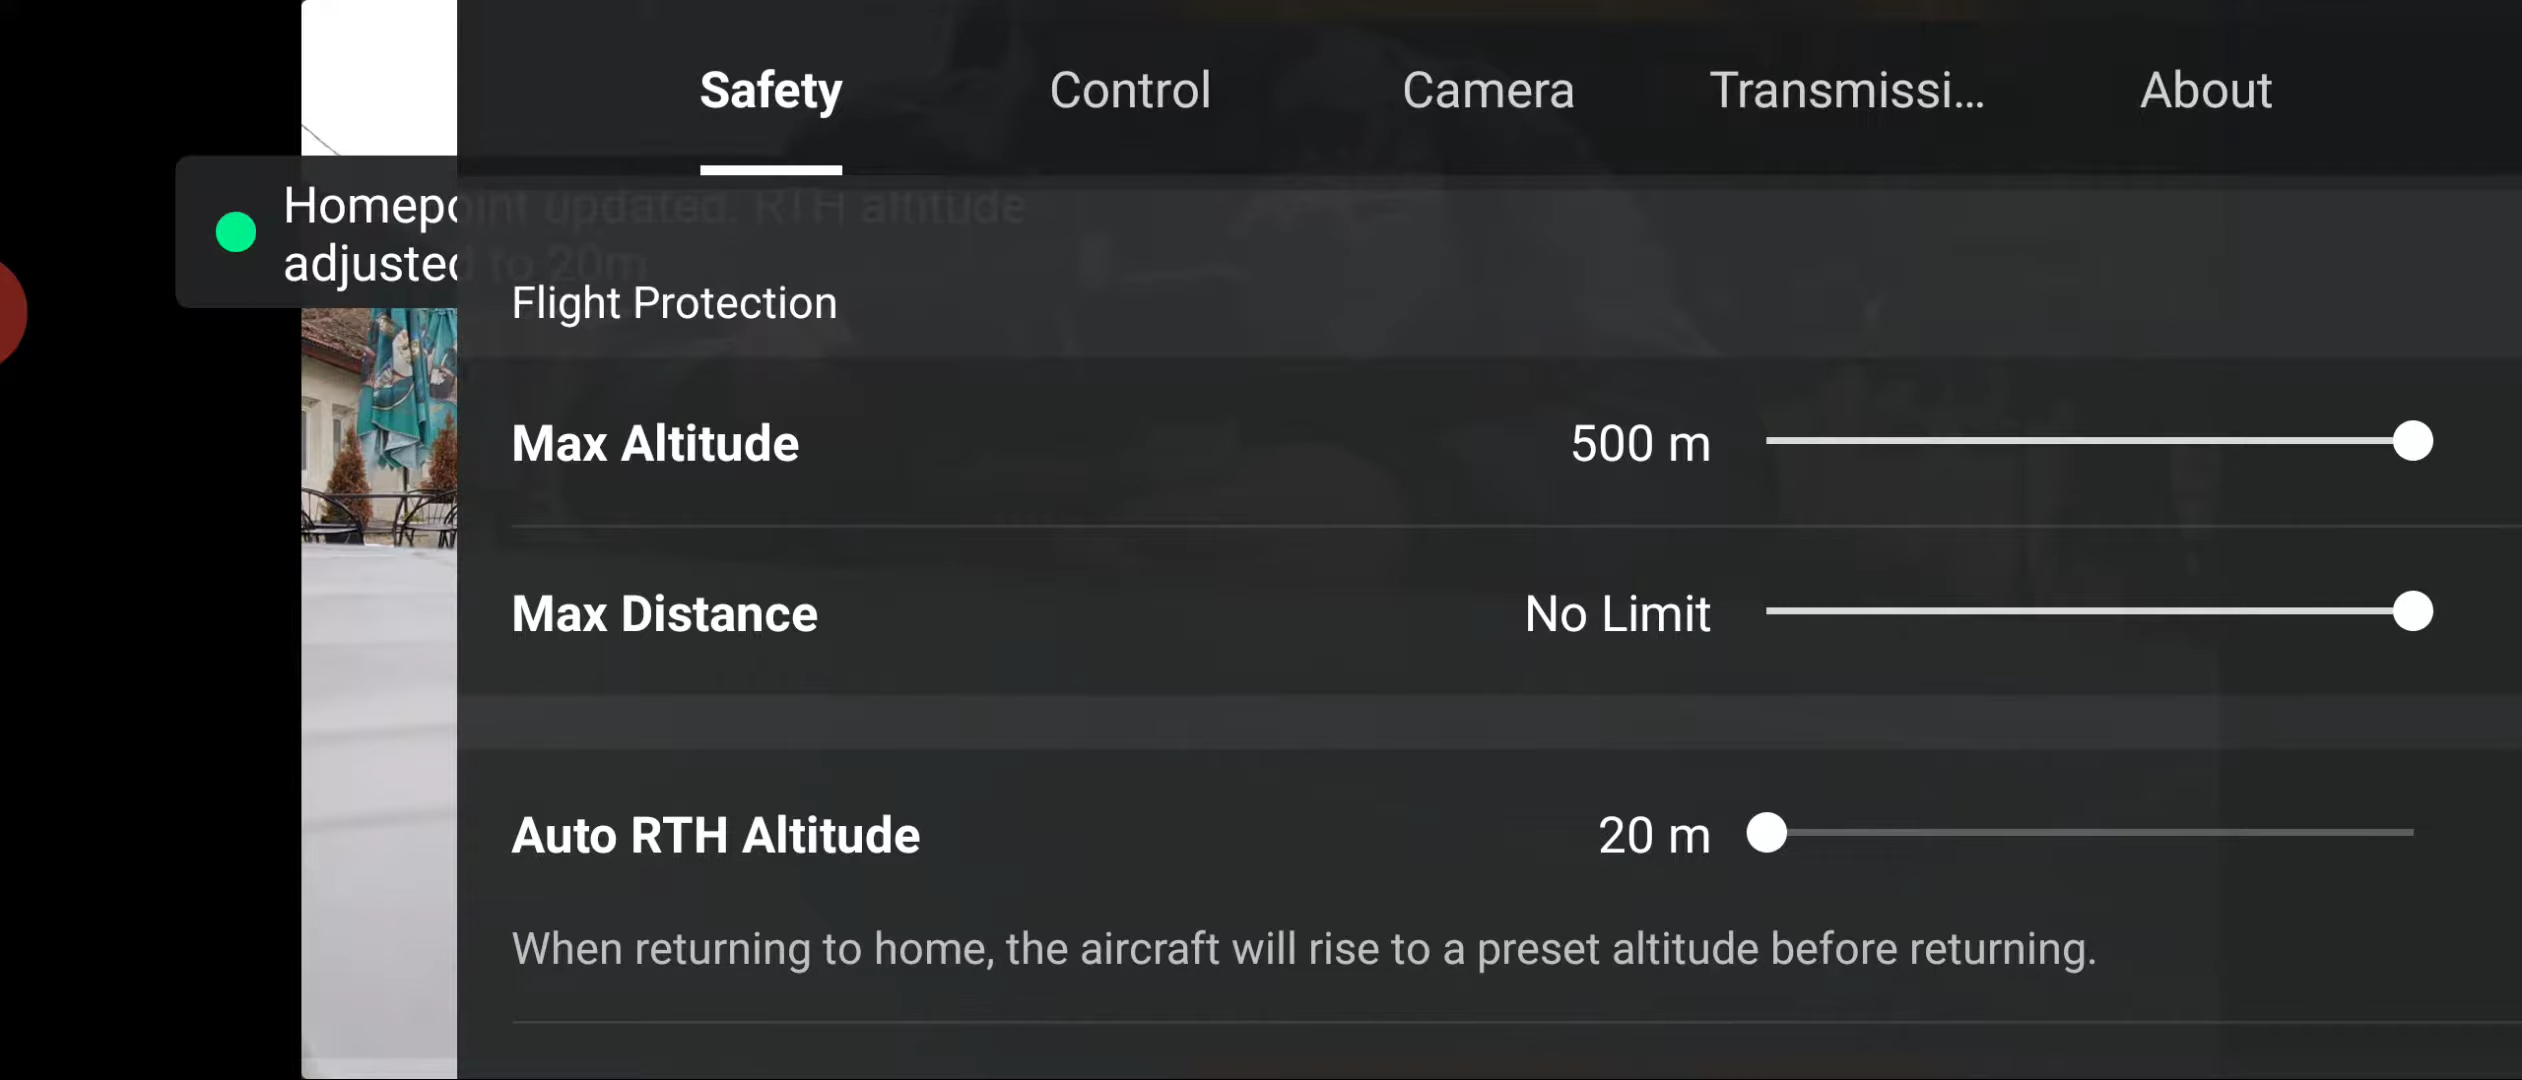 Safety Control Camera Transmissi... About
Homepoint updated. RTH altitude
adjusted to 20m
Flight Protection
Max Altitude 500 m
Max Distance No Limit
Auto RTH Altitude 20 m
When returning to home, the aircraft will rise to a preset altitude before returning.